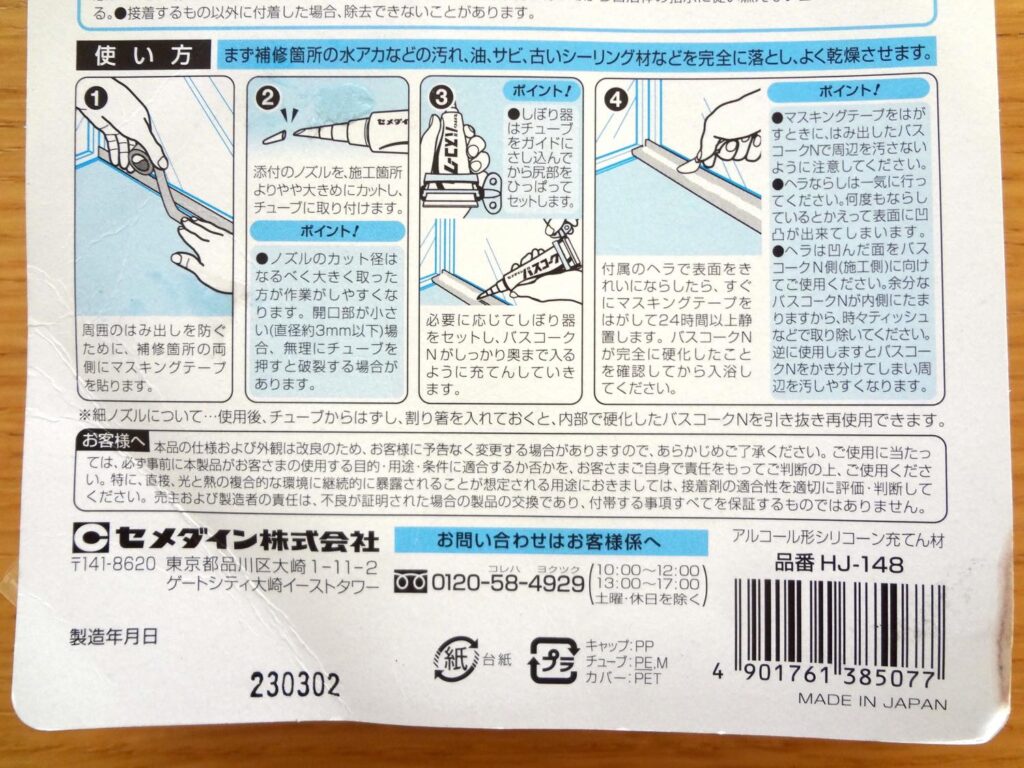 る。●接着するもの以外に付着した場合、除去できないことがあります。
使い方
まず補修箇所の水アカなどの汚れ、油、サビ、古いシーリング材などを完全に落とし、よく乾燥させます。
1
周囲のはみ出しを防ぐ
ために、補修箇所の両
側にマスキングテープ
を貼ります。
2
セメダイン
添付のノズルを、施工箇所
よりやや大きめにカットし、
チューブに取り付けます。
ポイント!
●ノズルのカット径は
なるべく大きく取った
方が作業がしやすくな
ります。開口部が小さ
い(直径約3mm以下)場
合、無理にチューブを
押すと破裂する場合が
あります。
3
バスコーク
ポイント!
●しぼり器
はチューブ
をガイドに
さし込んで
から尻部を
ひっぱって
セットします。
バスコーク
必要に応じてしぼり器
をセットし、バスコーク
Nがしっかり奥まで入る
ように充てんしていき
ます。
4
付属のヘラで表面をき
れいにならしたら、すぐ
にマスキングテープを
はがして24時間以上静
置します。バスコークN
が完全に硬化したこと
を確認してから入浴し
てください。
ポイント!
●マスキングテープをはが
すときに、はみ出したバス
コークNで周辺を汚さない
ように注意してください。
●ヘラならしは一気に行っ
てください。何度もならし
ているとかえって表面に凹
凸が出来てしまいます。
●ヘラは凹んだ面をバス
コークN側(施工側)に向け
てご使用ください。余分な
バスコークNが内側にたま
りますから、時々ティッシュ
などで取り除いてください。
逆に使用しますとバスコー
クNをかき分けてしまい周
辺を汚しやすくなります。
※細ノズルについて…使用後、チューブからはずし、割り箸を入れておくと、内部で硬化したバスコークNを引き抜き再使用できます。
お客様へ
本品の仕様および外観は改良のため、お客様に予告なく変更する場合がありますので、あらかじめご了承ください。ご使用に当たっ
ては、必ず事前に本製品がお客さまの使用する目的・用途・条件に適合するか否かを、お客さまご自身で責任をもってご判断の上、ご使用くださ
い。特に、直接、光と熱の複合的な環境に継続的に暴露されることが想定される用途におきましては、接着剤の適合性を適切に評価・判断して
ください。売主および製造者の責任は、不良が証明された場合の製品の交換であり、付帯する事項すべてを保証するものではありません。
セメダイン株式会社
〒141-8620 東京都品川区大崎1-11-2
ゲートシティ大崎イーストタワー
お問い合わせはお客様係へ
コレハ ヨクツク
0120-58-4929
(10:00~12:00
13:00~17:00
土曜・休日を除く)
アルコール形シリコーン充てん材
品番 HJ-148
製造年月日
230302
紙 台紙
プラ
キャップ:PP
チューブ:PE,M
カバー:PET
4 901761 385077
MADE IN JAPAN